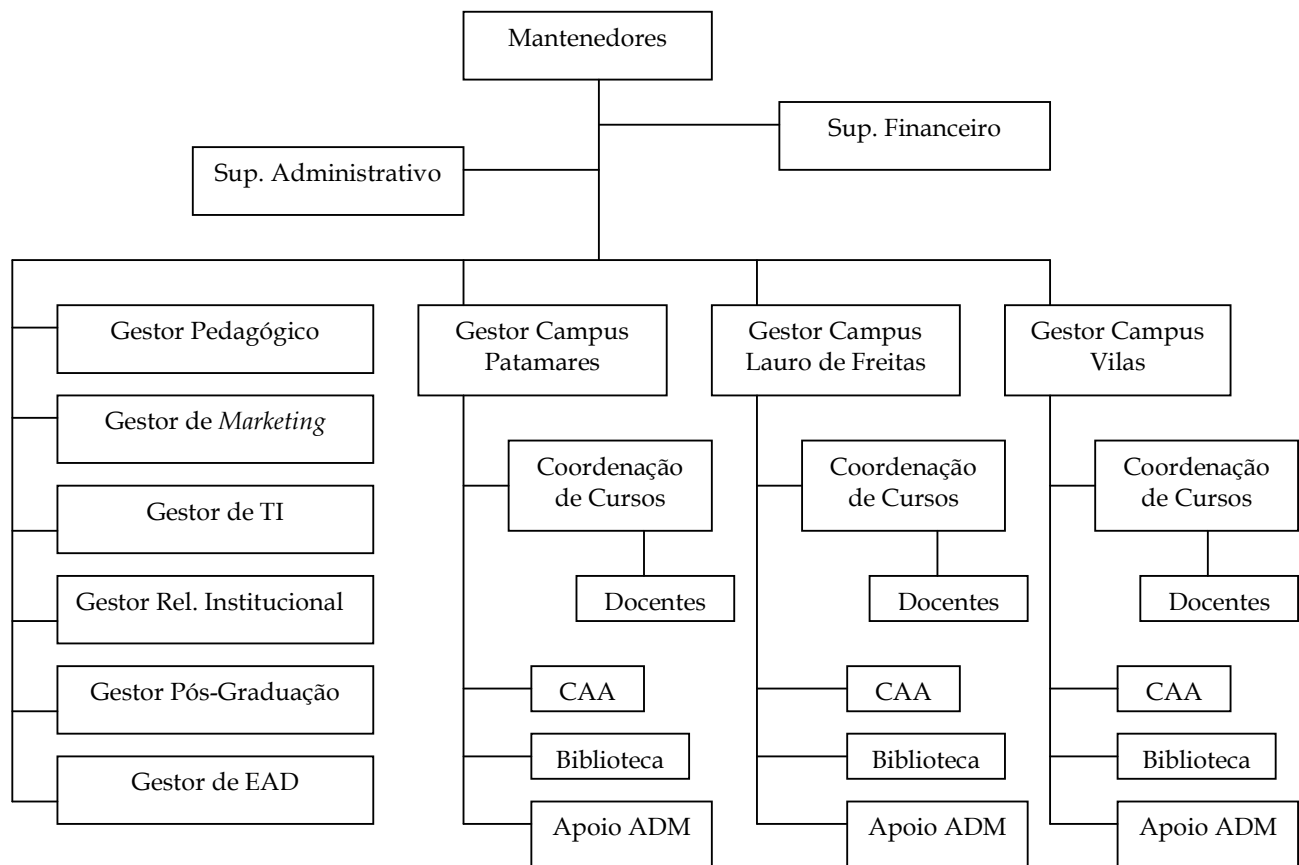 Mantenedores
Sup. Financeiro
Sup. Administrativo
Gestor Pedagógico
Gestor de Marketing
Gestor de TI
Gestor Rel. Institucional
Gestor Pós-Graduação
Gestor de EAD
Gestor Campus
Patamares
Coordenação
de Cursos
Docentes
CAA
Biblioteca
Apoio ADM
Gestor Campus
Lauro de Freitas
Coordenação
de Cursos
Docentes
CAA
Biblioteca
Apoio ADM
Gestor Campus
Vilas
Coordenação
de Cursos
Docentes
CAA
Biblioteca
Apoio ADM